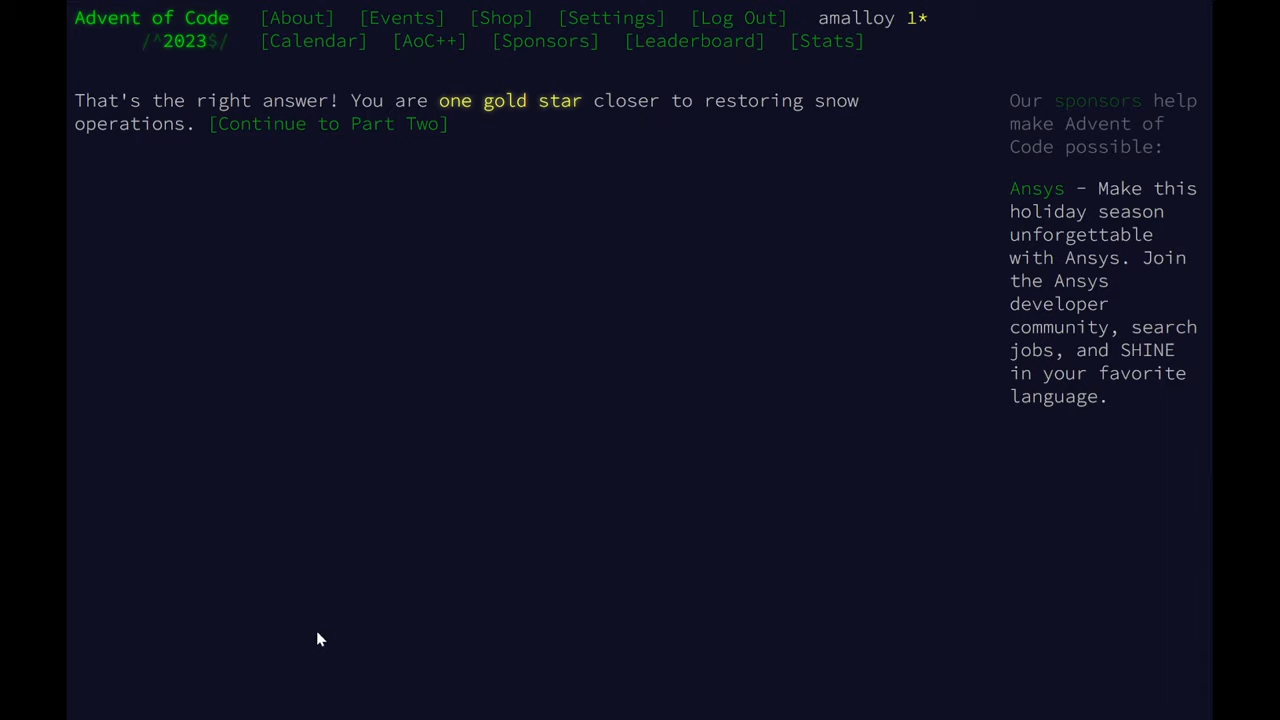 Advent of Code [About] [Events] [Shop] [Settings] [Log Out] amalloy 1*
/^2023$/ [Calendar] [AoC++] [Sponsors] [Leaderboard] [Stats]
That's the right answer! You are one gold star closer to restoring snow
operations. [Continue to Part Two]
Our sponsors help
make Advent of
Code possible:
Ansys - Make this
holiday season
unforgettable
with Ansys. Join
the Ansys
developer
community, search
jobs, and SHINE
in your favorite
language.